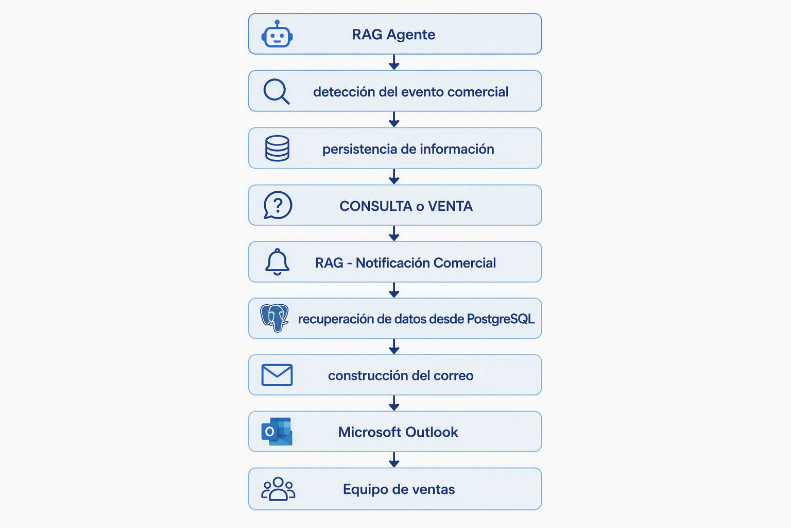 RAG Agente
detección del evento comercial
persistencia de información
CONSULTA o VENTA
RAG - Notificación Comercial
recuperación de datos desde PostgreSQL
construcción del correo
Microsoft Outlook
Equipo de ventas